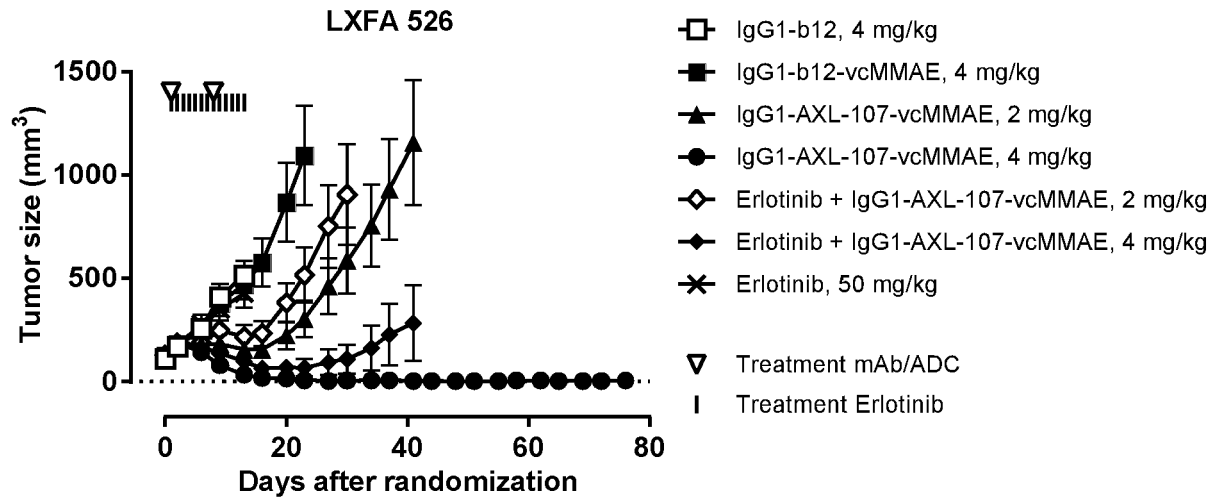 LXFA 526
1500
1000
500
0
Tumor size (mm³)
0 20 40 60 80
Days after randomization
IgG1-b12, 4 mg/kg
IgG1-b12-vcMMAE, 4 mg/kg
IgG1-AXL-107-vcMMAE, 2 mg/kg
IgG1-AXL-107-vcMMAE, 4 mg/kg
Erlotinib + IgG1-AXL-107-vcMMAE, 2 mg/kg
Erlotinib + IgG1-AXL-107-vcMMAE, 4 mg/kg
Erlotinib, 50 mg/kg
Treatment mAb/ADC
Treatment Erlotinib